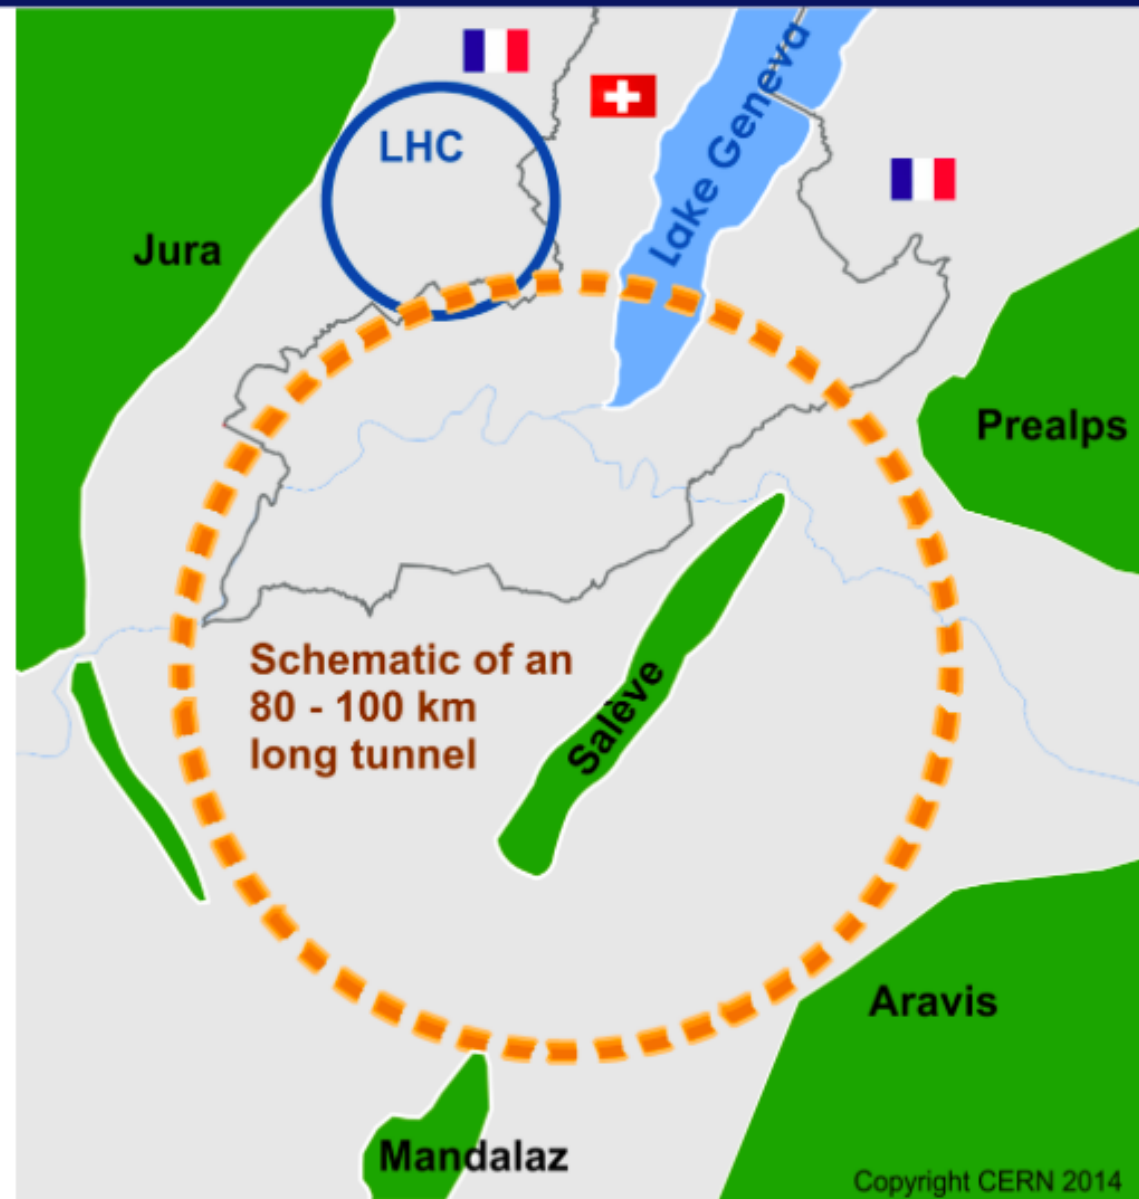 LHC
Lake Geneva
Jura
Prealps
Schematic of an
80 - 100 km
long tunnel
Salève
Aravis
Mandalaz
Copyright CERN 2014